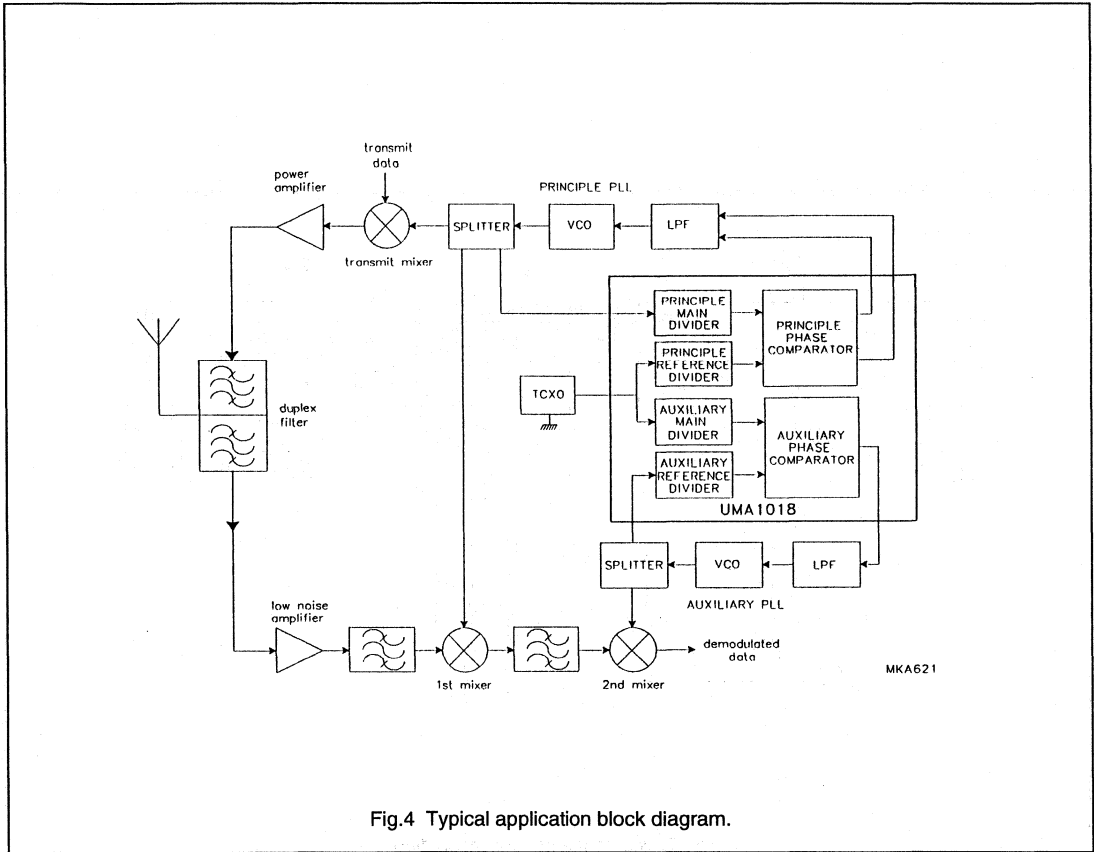 transmit
data
power
amplifier
PRINCIPLE PLL
SPLITTER
VCO
LPF
transmit mixer
PRINCIPLE
MAIN
DIVIDER
PRINCIPLE
PHASE
COMPARATOR
PRINCIPLE
REFERENCE
DIVIDER
TCXO
duplex
filter
AUXILIARY
MAIN
DIVIDER
AUXILIARY
PHASE
COMPARATOR
AUXILIARY
REFERENCE
DIVIDER
UMA1018
SPLITTER
VCO
LPF
AUXILIARY PLL
low noise
amplifier
demodulated
data
1st mixer
2nd mixer
MKA621
Fig.4 Typical application block diagram.